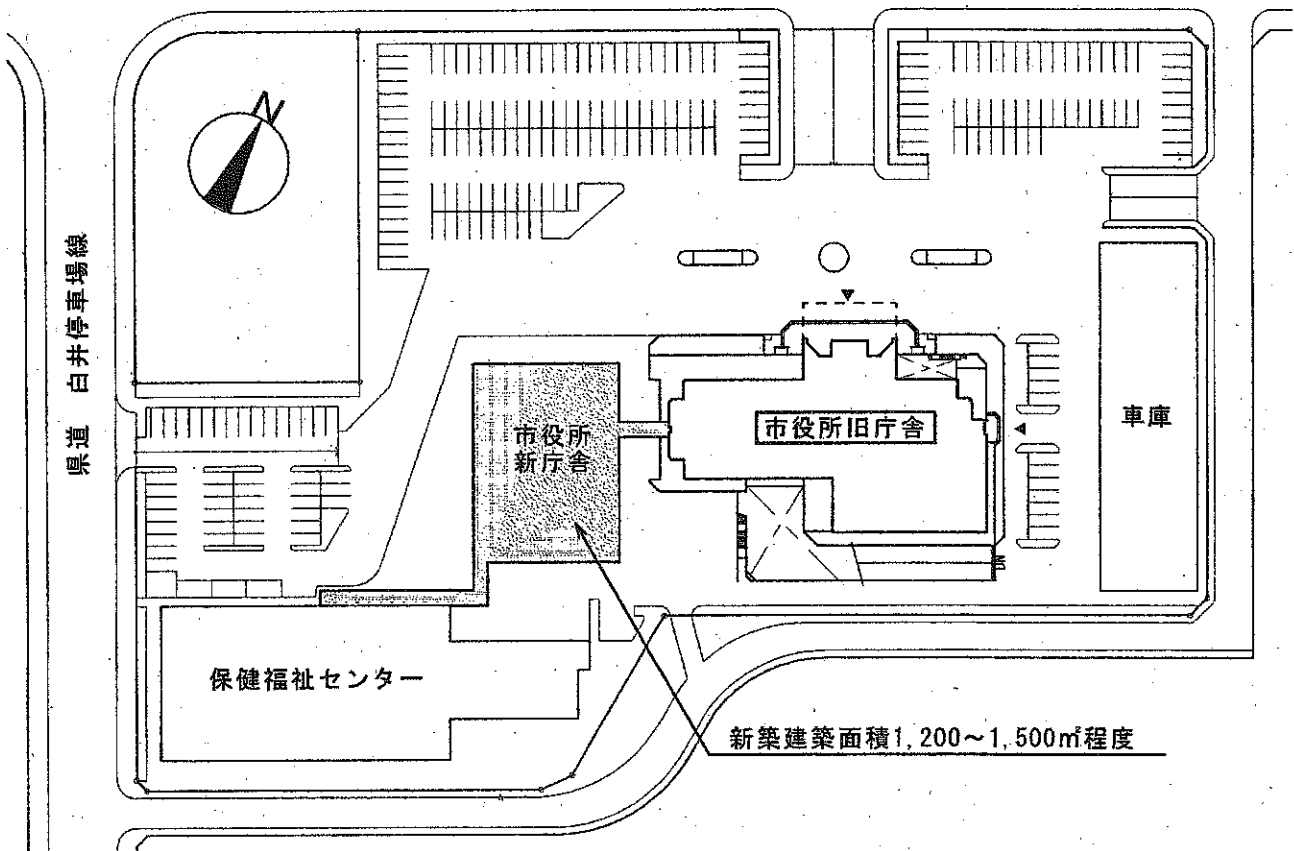 N
県道 白井停車場線
市役所
新庁舎
市役所旧庁舎
車庫
保健福祉センター
新築建築面積1,200～1,500㎡程度